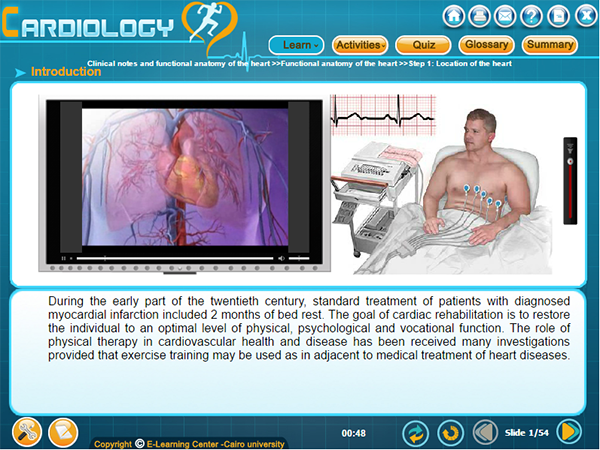 CARDIOLOGY
Learn
Activities
Quiz
Glossary
Summary
Clinical notes and functional anatomy of the heart >>Functional anatomy of the heart >>Step 1: Location of the heart
Introduction
During the early part of the twentieth century, standard treatment of patients with diagnosed
myocardial infarction included 2 months of bed rest. The goal of cardiac rehabilitation is to restore
the individual to an optimal level of physical, psychological and vocational function. The role of
physical therapy in cardiovascular health and disease has been received many investigations
provided that exercise training may be used as in adjacent to medical treatment of heart diseases.
Copyright © E-Learning Center -Cairo university
00:48
Slide 1/54